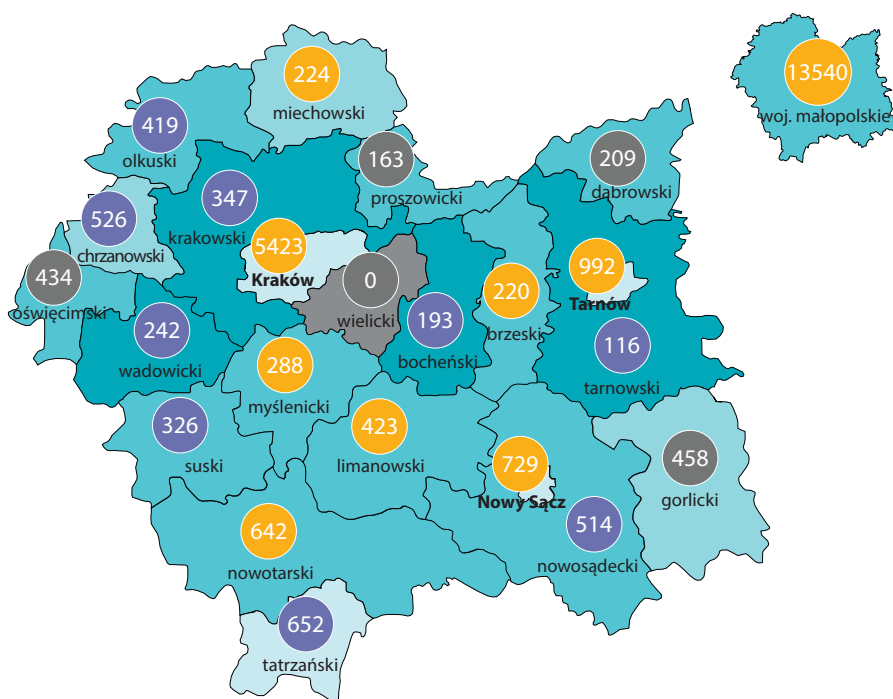 13540
woj. małopolskie
224
miechowski
419
olkuski
163
proszowicki
209
dąbrowski
347
krakowski
526
chrzanowski
5423
Kraków
992
Tarnów
434
oświęcimski
0
wielicki
220
brzeski
242
wadowicki
193
bocheński
116
tarnowski
288
myślenicki
326
suski
423
limanowski
729
Nowy Sącz
458
gorlicki
514
nowosądecki
642
nowotarski
652
tatrzański